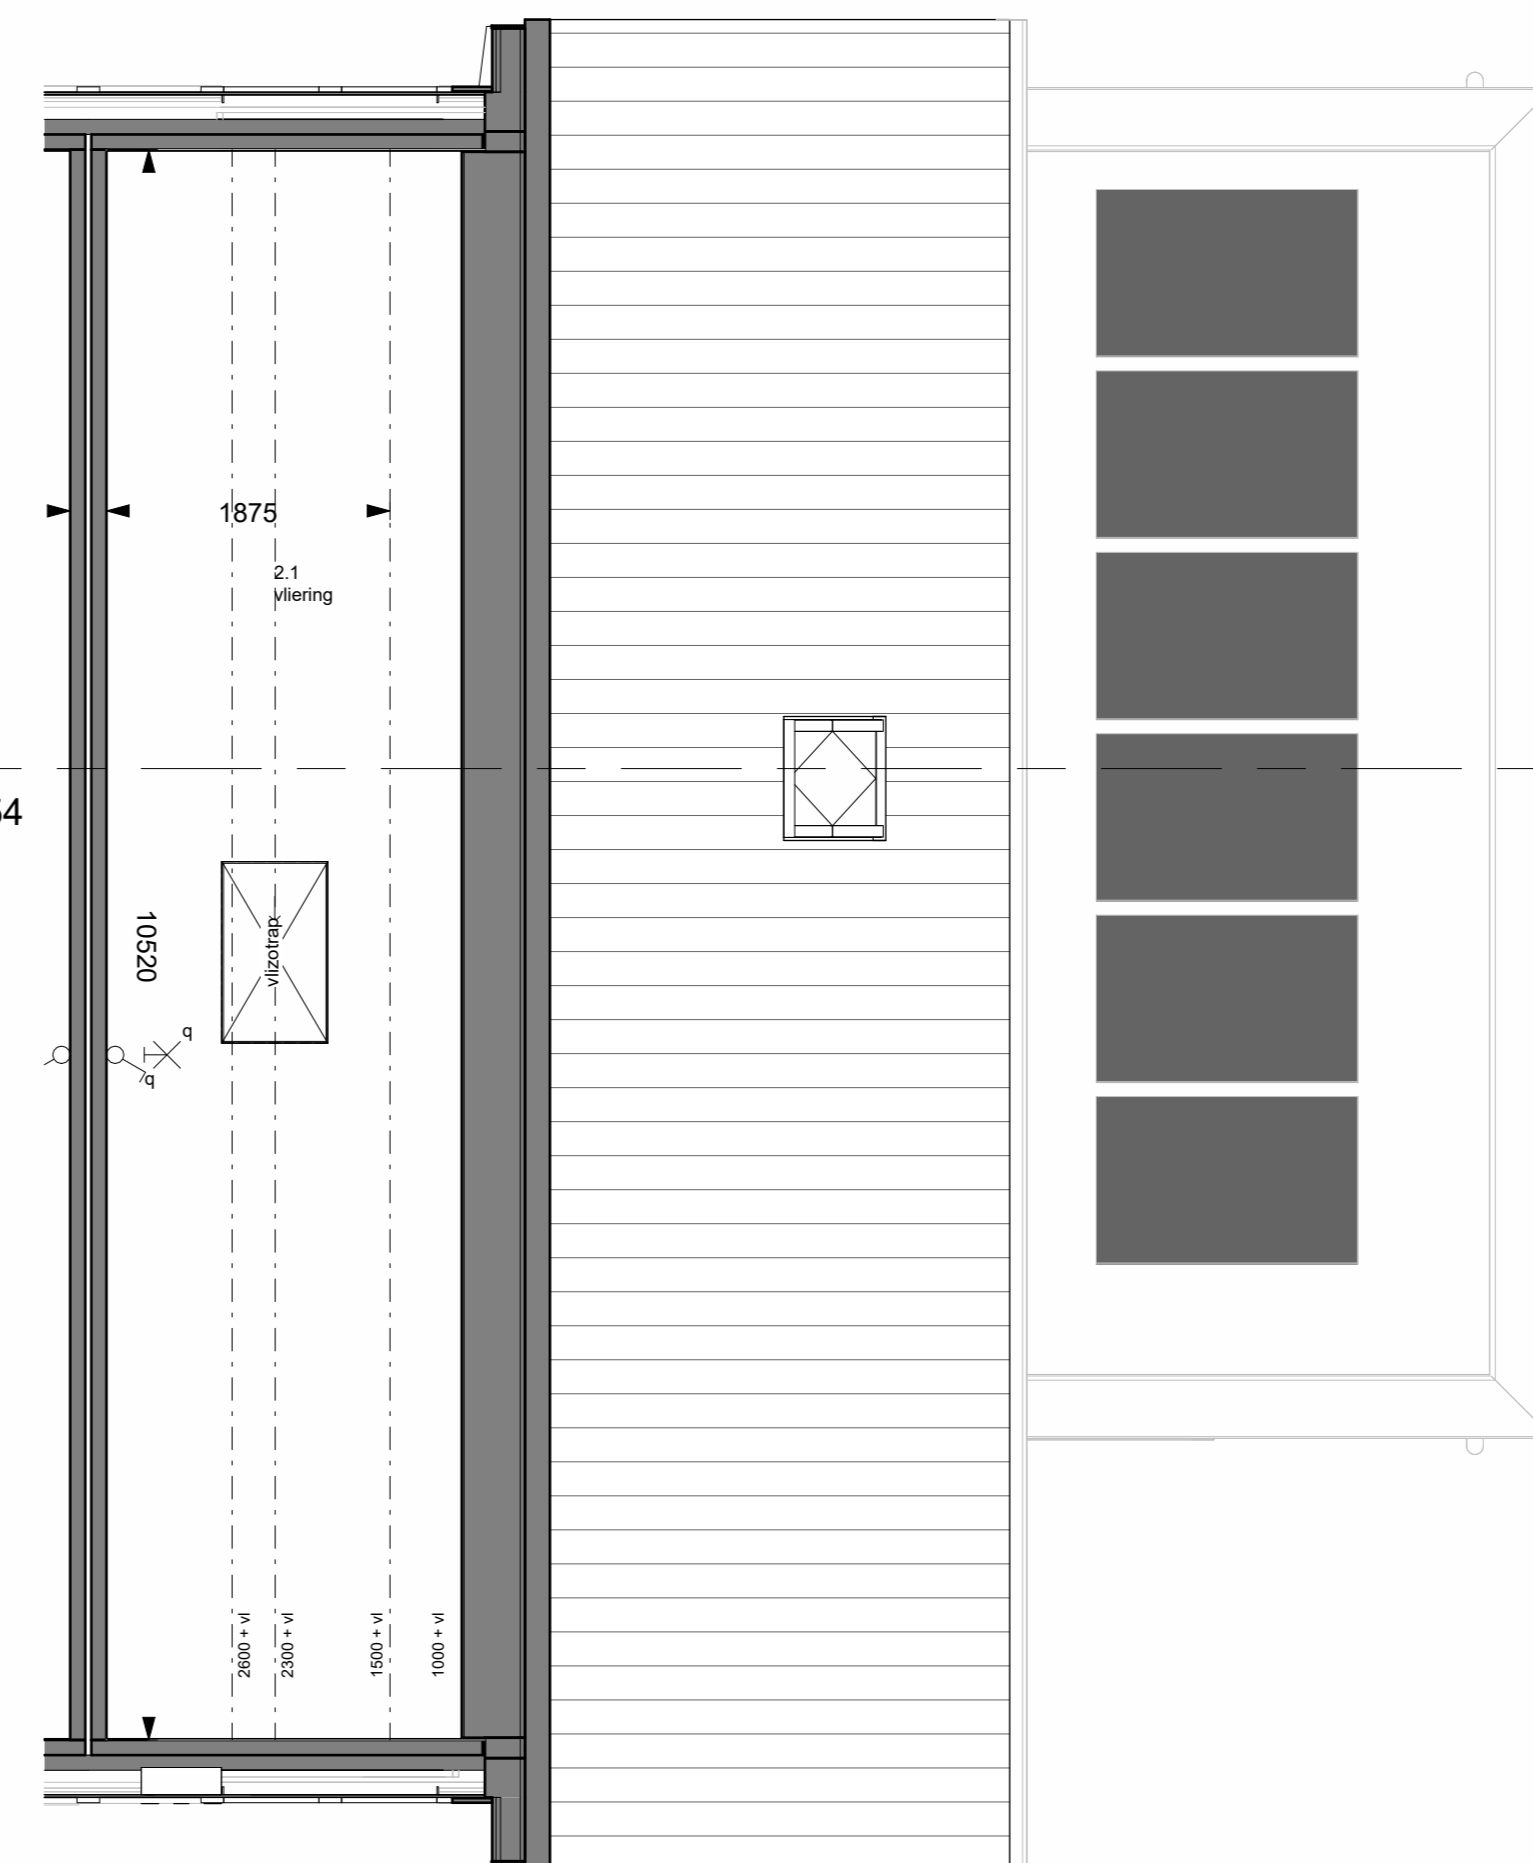 1875
2.1
vliering
54
10520
vlizotrap
q
q
2600 + vl
2300 + vl
1500 + vl
1000 + vl